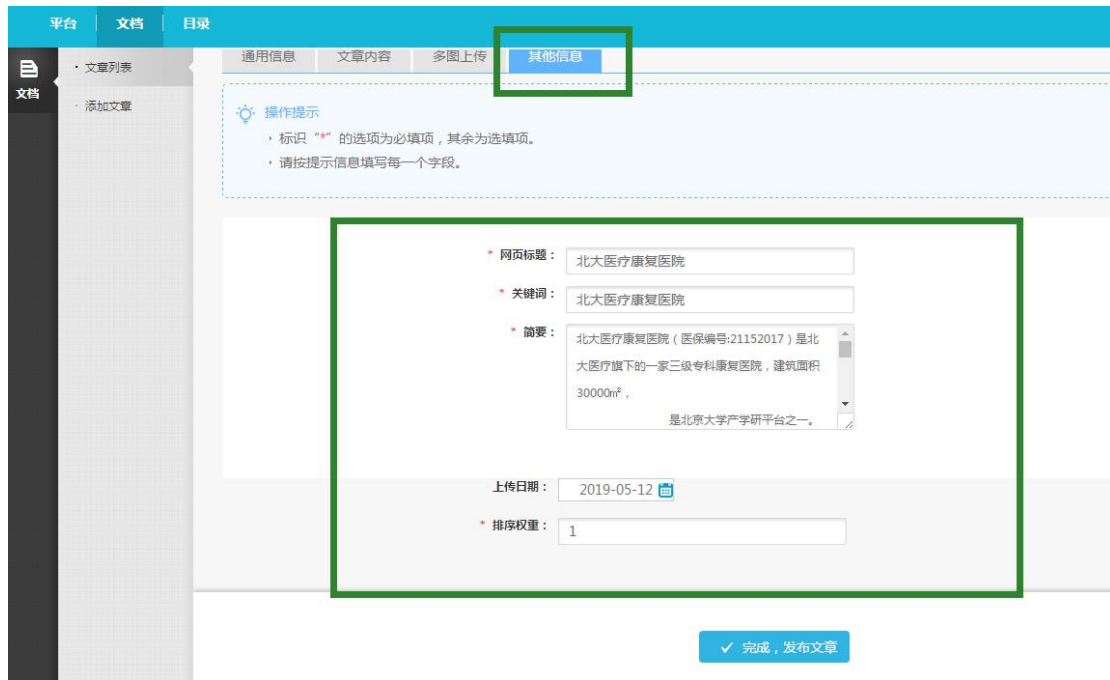 平台 文档 目录
文档
· 文章列表
· 添加文章
通用信息 文章内容 多图上传 其他信息
操作提示
标识“*”的选项为必填项,其余为选填项。
请按提示信息填写每一个字段。
* 网页标题: 北大医疗康复医院
* 关键词: 北大医疗康复医院
* 简要: 北大医疗康复医院(医保编号:21152017)是北
大医疗旗下的一家三级专科康复医院,建筑面积
30000㎡,
是北京大学产学研平台之一。
上传日期: 2019-05-12
* 排序权重: 1
✓ 完成,发布文章